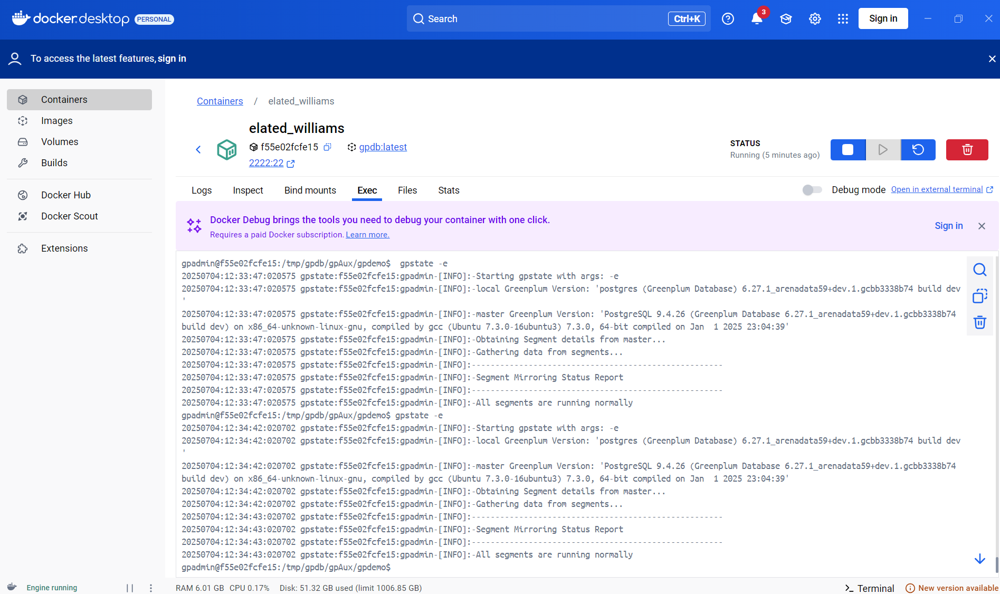 docker.desktop PERSONAL
Search
Ctrl+K
3
Sign in
To access the latest features, sign in
Containers
Images
Volumes
Builds
Docker Hub
Docker Scout
Extensions
Containers / elated_williams
elated_williams
f55e02fcfe15 gpdb:latest
2222:22
STATUS
Running (5 minutes ago)
Logs Inspect Bind mounts Exec Files Stats
Debug mode Open in external terminal
Docker Debug brings the tools you need to debug your container with one click.
Requires a paid Docker subscription. Learn more.
Sign in
gpadmin@f55e02fcfe15:/tmp/gpdb/gpAux/gpdemo$  gpstate -e
20250704:12:33:47:020575 gpstate:f55e02fcfe15:gpadmin-[INFO]:-Starting gpstate with args: -e
20250704:12:33:47:020575 gpstate:f55e02fcfe15:gpadmin-[INFO]:-local Greenplum Version: 'postgres (Greenplum Database) 6.27.1_arenadata59+dev.1.gcbb3338b74 build dev
'
20250704:12:33:47:020575 gpstate:f55e02fcfe15:gpadmin-[INFO]:-master Greenplum Version: 'PostgreSQL 9.4.26 (Greenplum Database 6.27.1_arenadata59+dev.1.gcbb3338b74
build dev) on x86_64-unknown-linux-gnu, compiled by gcc (Ubuntu 7.3.0-16ubuntu3) 7.3.0, 64-bit compiled on Jan  1 2025 23:04:39'
20250704:12:33:47:020575 gpstate:f55e02fcfe15:gpadmin-[INFO]:-Obtaining Segment details from master...
20250704:12:33:47:020575 gpstate:f55e02fcfe15:gpadmin-[INFO]:-Gathering data from segments...
20250704:12:33:47:020575 gpstate:f55e02fcfe15:gpadmin-[INFO]:-----------------------------------------------------
20250704:12:33:47:020575 gpstate:f55e02fcfe15:gpadmin-[INFO]:-Segment Mirroring Status Report
20250704:12:33:47:020575 gpstate:f55e02fcfe15:gpadmin-[INFO]:-----------------------------------------------------
20250704:12:33:47:020575 gpstate:f55e02fcfe15:gpadmin-[INFO]:-All segments are running normally
gpadmin@f55e02fcfe15:/tmp/gpdb/gpAux/gpdemo$ gpstate -e
20250704:12:34:42:020702 gpstate:f55e02fcfe15:gpadmin-[INFO]:-Starting gpstate with args: -e
20250704:12:34:42:020702 gpstate:f55e02fcfe15:gpadmin-[INFO]:-local Greenplum Version: 'postgres (Greenplum Database) 6.27.1_arenadata59+dev.1.gcbb3338b74 build dev
'
20250704:12:34:42:020702 gpstate:f55e02fcfe15:gpadmin-[INFO]:-master Greenplum Version: 'PostgreSQL 9.4.26 (Greenplum Database 6.27.1_arenadata59+dev.1.gcbb3338b74
build dev) on x86_64-unknown-linux-gnu, compiled by gcc (Ubuntu 7.3.0-16ubuntu3) 7.3.0, 64-bit compiled on Jan  1 2025 23:04:39'
20250704:12:34:42:020702 gpstate:f55e02fcfe15:gpadmin-[INFO]:-Obtaining Segment details from master...
20250704:12:34:42:020702 gpstate:f55e02fcfe15:gpadmin-[INFO]:-Gathering data from segments...
20250704:12:34:43:020702 gpstate:f55e02fcfe15:gpadmin-[INFO]:-----------------------------------------------------
20250704:12:34:43:020702 gpstate:f55e02fcfe15:gpadmin-[INFO]:-Segment Mirroring Status Report
20250704:12:34:43:020702 gpstate:f55e02fcfe15:gpadmin-[INFO]:-----------------------------------------------------
20250704:12:34:43:020702 gpstate:f55e02fcfe15:gpadmin-[INFO]:-All segments are running normally
gpadmin@f55e02fcfe15:/tmp/gpdb/gpAux/gpdemo$
Engine running
RAM 6.01 GB CPU 0.17% Disk: 51.32 GB used (limit 1006.85 GB)
Terminal
New version available